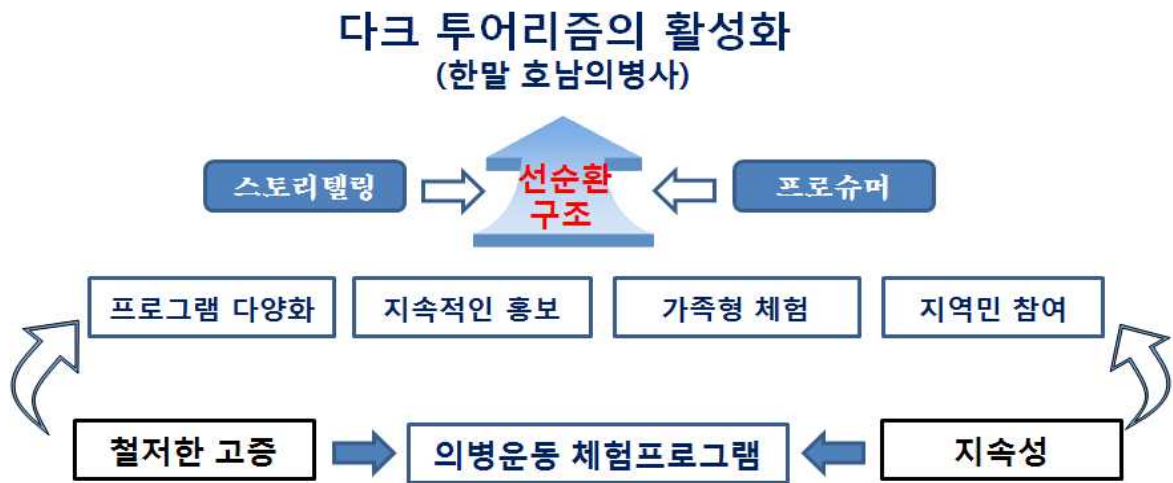 다크 투어리즘의 활성화
(한말 호남의병사)
스토리텔링
선순환
구조
프로슈머
프로그램 다양화
지속적인 홍보
가족형 체험
지역민 참여
철저한 고증
의병운동 체험프로그램
지속성